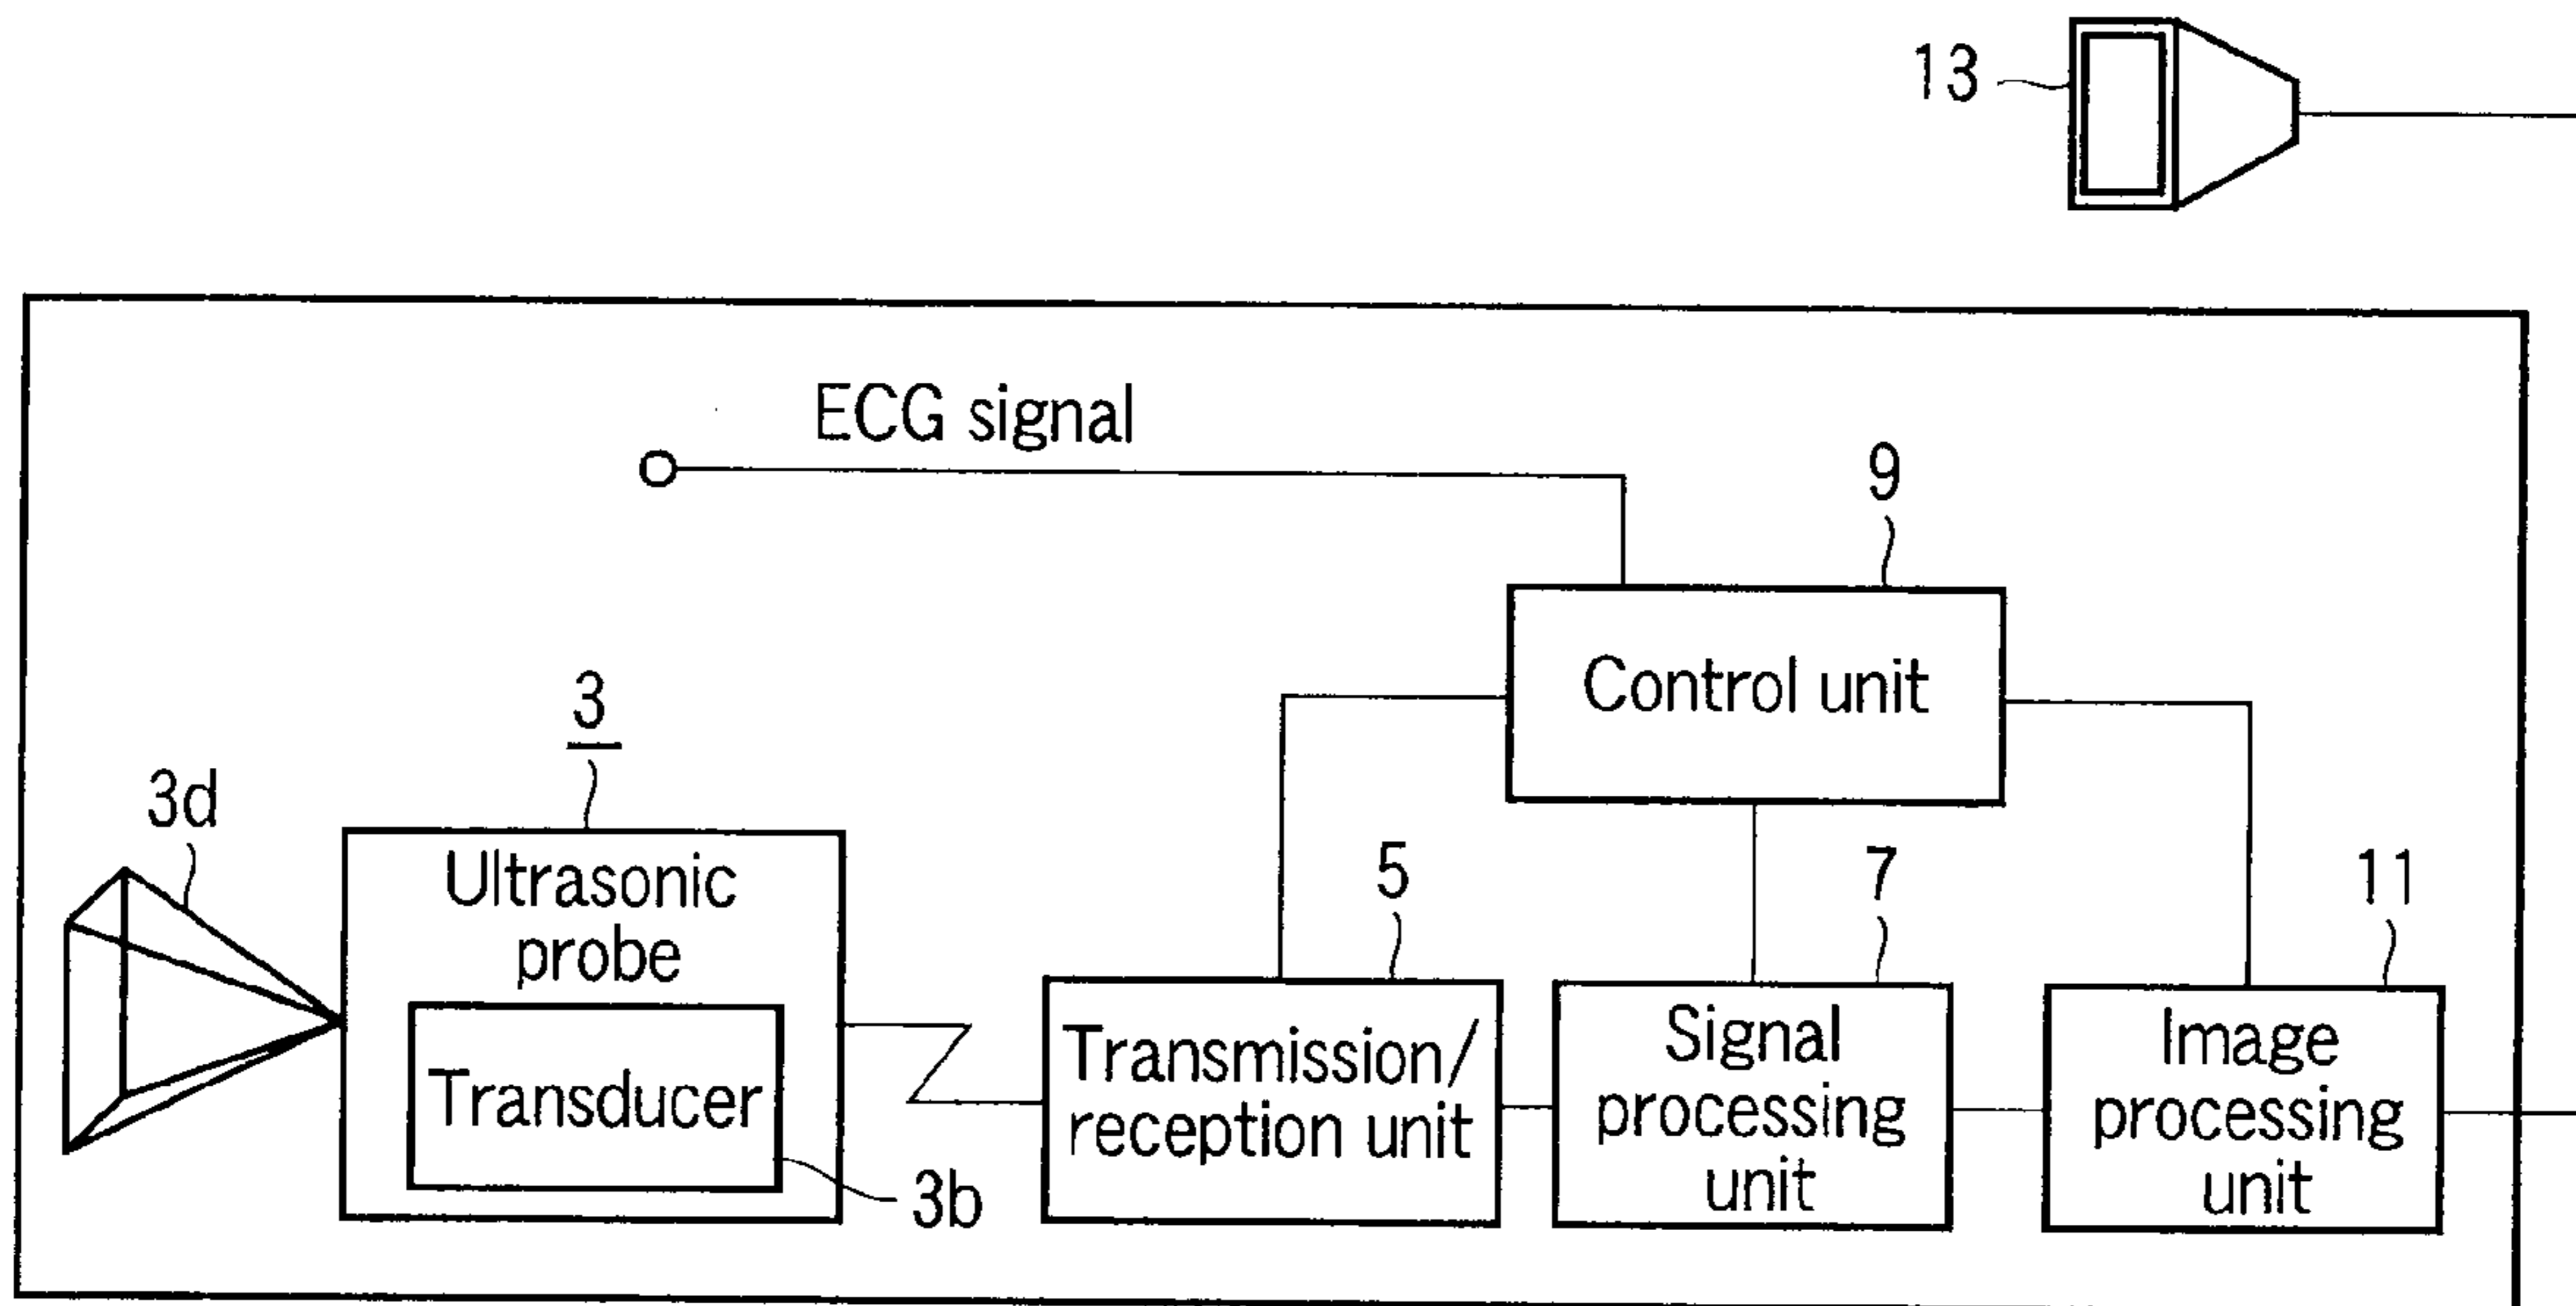 13
ECG signal
9
Control unit
3
3d
Ultrasonic
probe
Transducer
3b
5
Transmission/
reception unit
7
Signal
processing
unit
11
Image
processing
unit